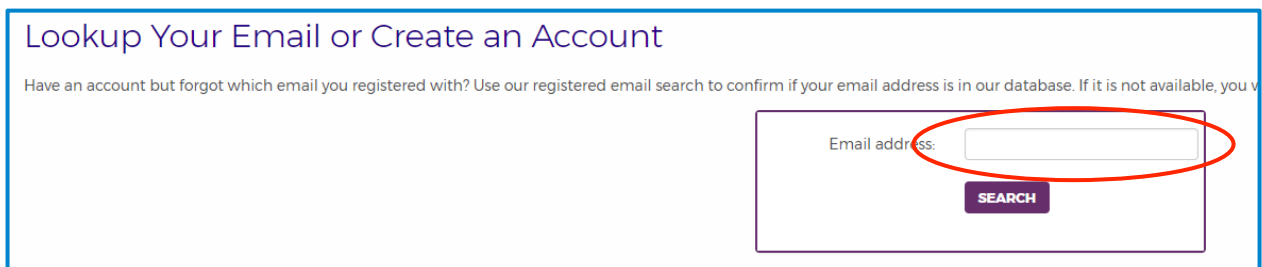 Lookup Your Email or Create an Account
Have an account but forgot which email you registered with? Use our registered email search to confirm if your email address is in our database. If it is not available, you
Email address:
SEARCH